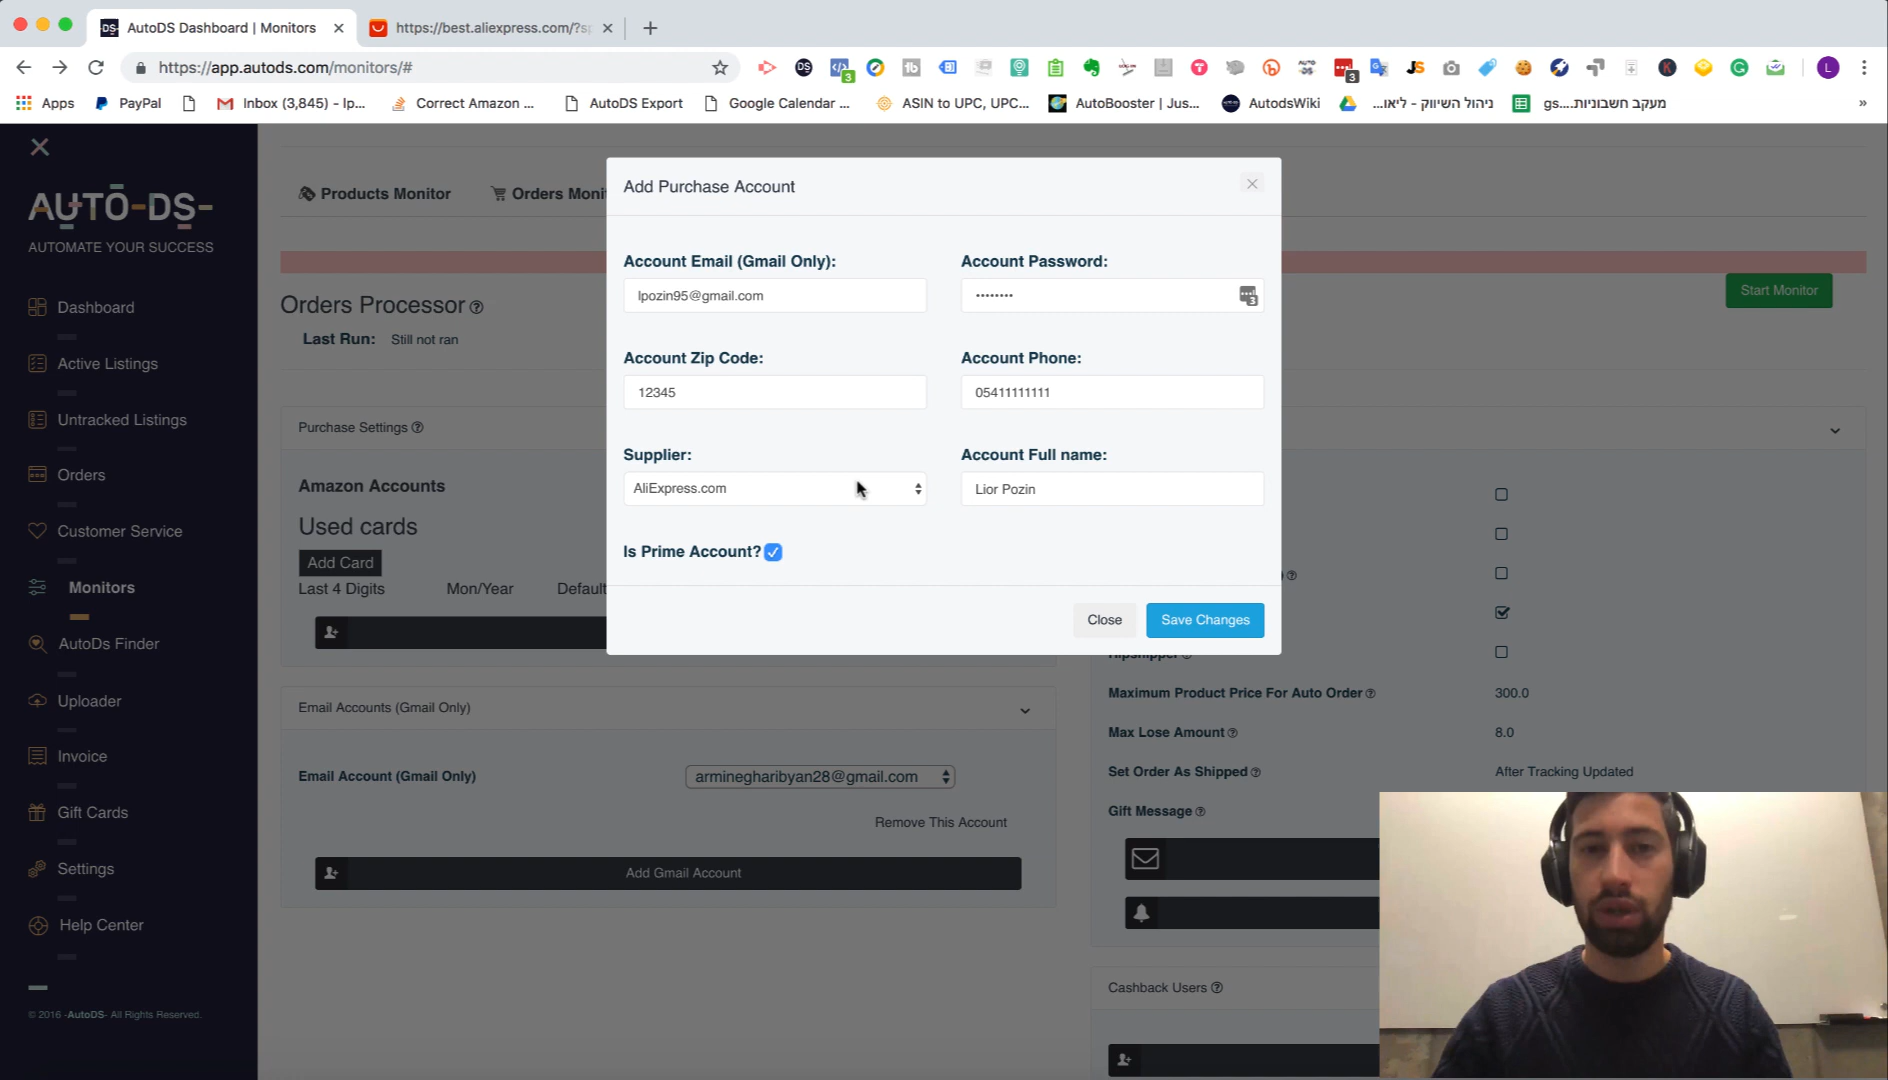 AutoDS Dashboard | Monitors
https://best.aliexpress.com/?sp
https://app.autods.com/monitors/#
Apps
PayPal
Inbox (3,845) - lp...
Correct Amazon ...
AutoDS Export
Google Calendar ...
ASIN to UPC, UPC...
AutoBooster | Jus...
AutodsWiki
ניהול השיווק - ליאו...
מעקב חשבוניות....gs
»
AUTO-DS-
AUTOMATE YOUR SUCCESS
Dashboard
Active Listings
Untracked Listings
Orders
Customer Service
Monitors
AutoDs Finder
Uploader
Invoice
Gift Cards
Settings
Help Center
© 2016 -AutoDS- All Rights Reserved.
Products Monitor
Orders Moni
Orders Processor
Last Run: Still not ran
Start Monitor
Purchase Settings
Amazon Accounts
Used cards
Add Card
Last 4 Digits Mon/Year Default
Email Accounts (Gmail Only)
Email Account (Gmail Only) arminegharibyan28@gmail.com
Remove This Account
Add Gmail Account
Add Purchase Account
Account Email (Gmail Only): Account Password:
lpozin95@gmail.com ••••••••
Account Zip Code: Account Phone:
12345 05411111111
Supplier: Account Full name:
AliExpress.com Lior Pozin
Is Prime Account?
Close Save Changes
Maximum Product Price For Auto Order 300.0
Max Lose Amount 8.0
Set Order As Shipped After Tracking Updated
Gift Message
Cashback Users